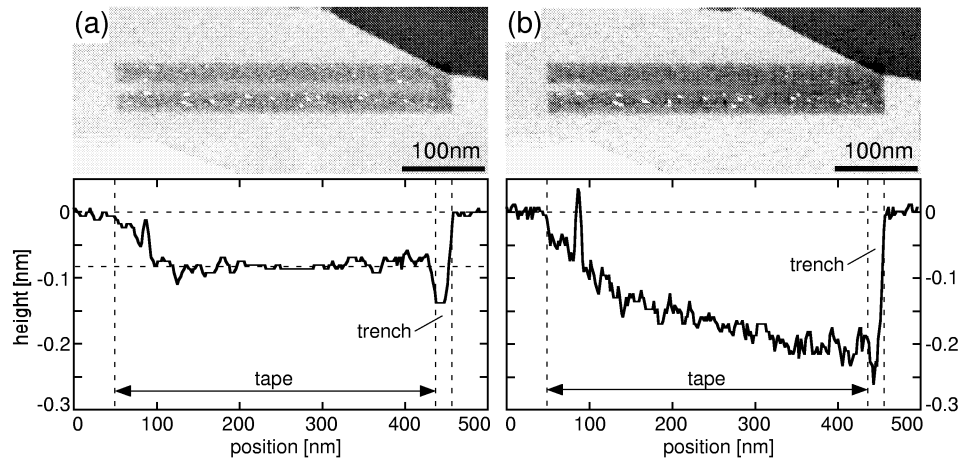 (a)
100nm
(b)
100nm
height [nm]
0
-0.1
-0.2
-0.3
trench
tape
0 100 200 300 400 500
position [nm]
trench
tape
0
-0.1
-0.2
-0.3
0 100 200 300 400 500
position [nm]